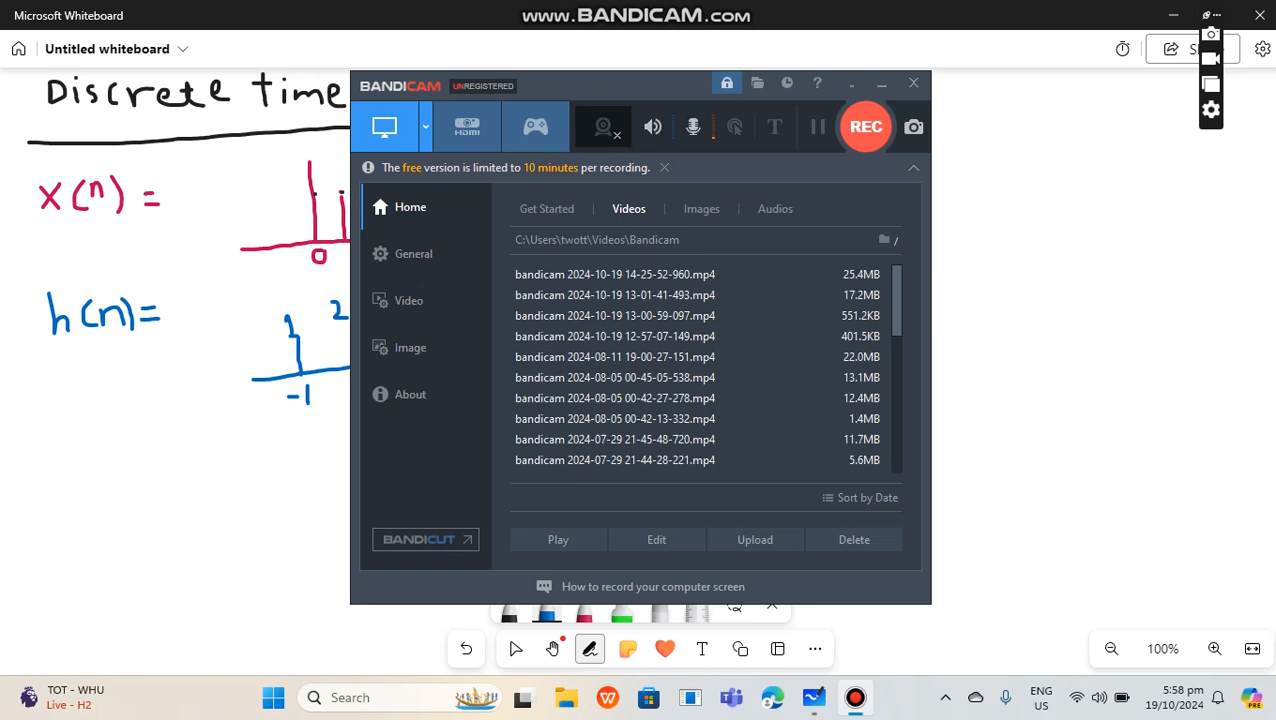 Microsoft Whiteboard
www.BANDICAM.com
Untitled whiteboard
Discrete time
BANDICAM UNREGISTERED
HDMI
REC
The free version is limited to 10 minutes per recording.
x(n) =
0
h(n)=
1 2
-1
Home
General
Video
Image
About
BANDICUT
Get Started Videos Images Audios
C:\Users\twott\Videos\Bandicam
bandicam 2024-10-19 14-25-52-960.mp4 25.4MB
bandicam 2024-10-19 13-01-41-493.mp4 17.2MB
bandicam 2024-10-19 13-00-59-097.mp4 551.2KB
bandicam 2024-10-19 12-57-07-149.mp4 401.5KB
bandicam 2024-08-11 19-00-27-151.mp4 22.0MB
bandicam 2024-08-05 00-45-05-538.mp4 13.1MB
bandicam 2024-08-05 00-42-27-278.mp4 12.4MB
bandicam 2024-08-05 00-42-13-332.mp4 1.4MB
bandicam 2024-07-29 21-45-48-720.mp4 11.7MB
bandicam 2024-07-29 21-44-28-221.mp4 5.6MB
Sort by Date
Play Edit Upload Delete
How to record your computer screen
100%
TOT - WHU
Live - H2
Search
ENG
US
5:58 pm
19/10/2024